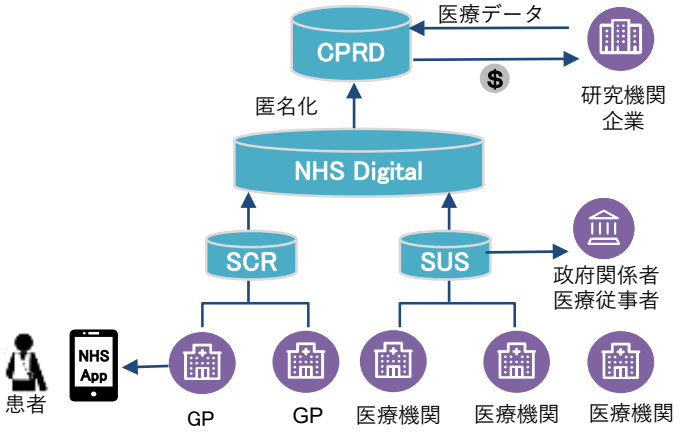 医療データ
CPRD
$
研究機関
企業
匿名化
NHS Digital
SCR
SUS
政府関係者
医療従事者
NHS
App
患者
GP
GP
医療機関
医療機関
医療機関